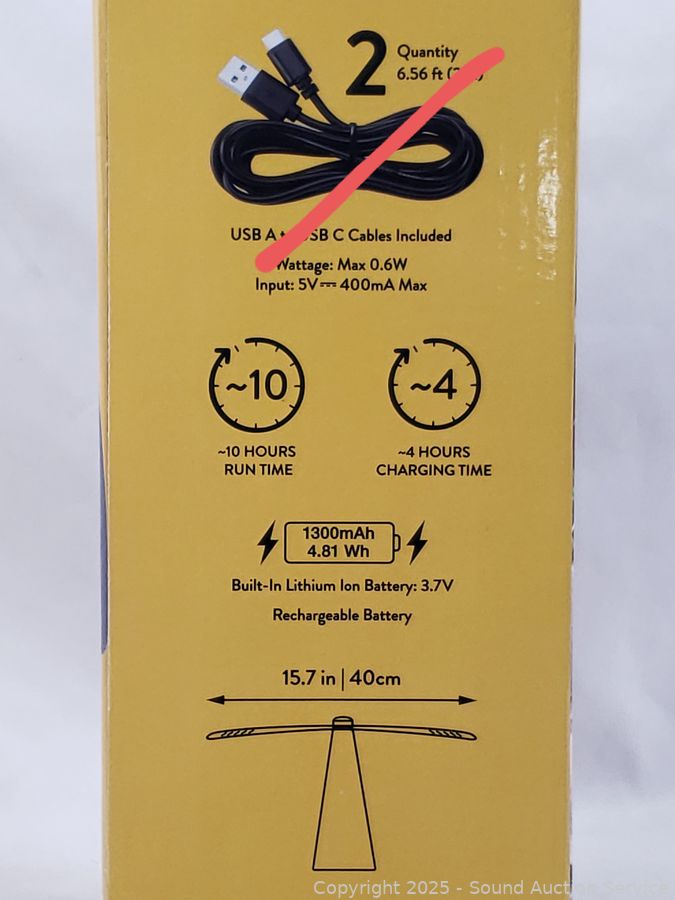 2 Quantity
6.56 ft
USB A USB C Cables Included
Wattage: Max 0.6W
Input: 5V⎓400mA Max
~10
~4
~10 HOURS
RUN TIME
~4 HOURS
CHARGING TIME
1300mAh
4.81 Wh
Built-In Lithium Ion Battery: 3.7V
Rechargeable Battery
15.7 in | 40cm
Copyright 2025 - Sound Auction Service